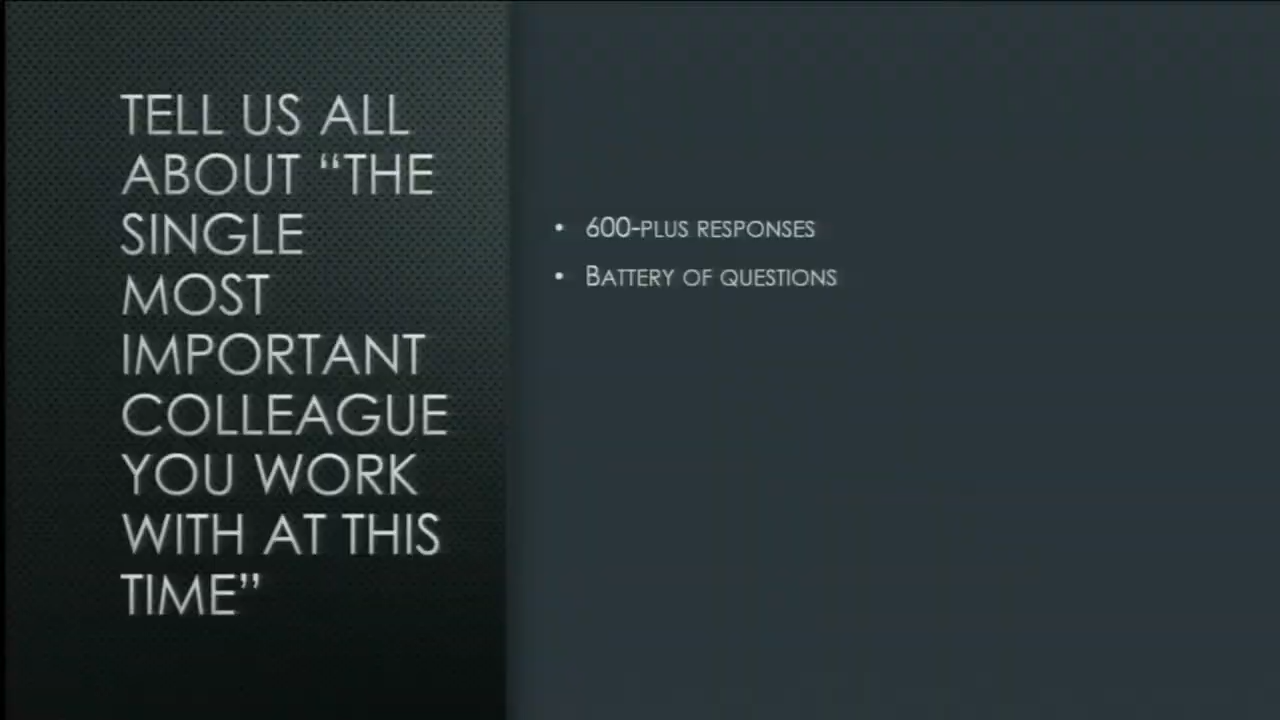 TELL US ALL
ABOUT “THE
SINGLE
MOST
IMPORTANT
COLLEAGUE
YOU WORK
WITH AT THIS
TIME”
• 600-PLUS RESPONSES
• BATTERY OF QUESTIONS